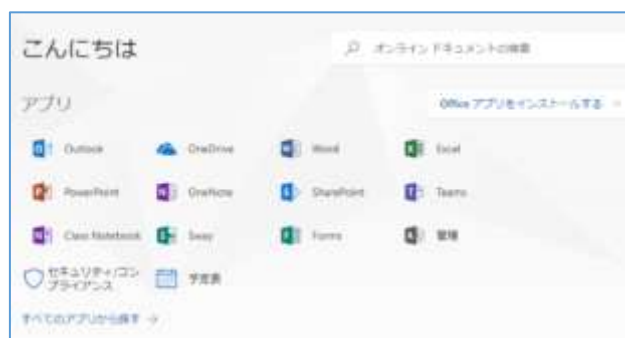 こんにちは
オンライン ドキュメントの検索
アプリ
Office アプリをインストールする
Outlook
OneDrive
Word
Excel
PowerPoint
OneNote
SharePoint
Teams
Class Notebook
Sway
Forms
管理
セキュリティ/コン
プライアンス
予定表
すべてのアプリから探す →